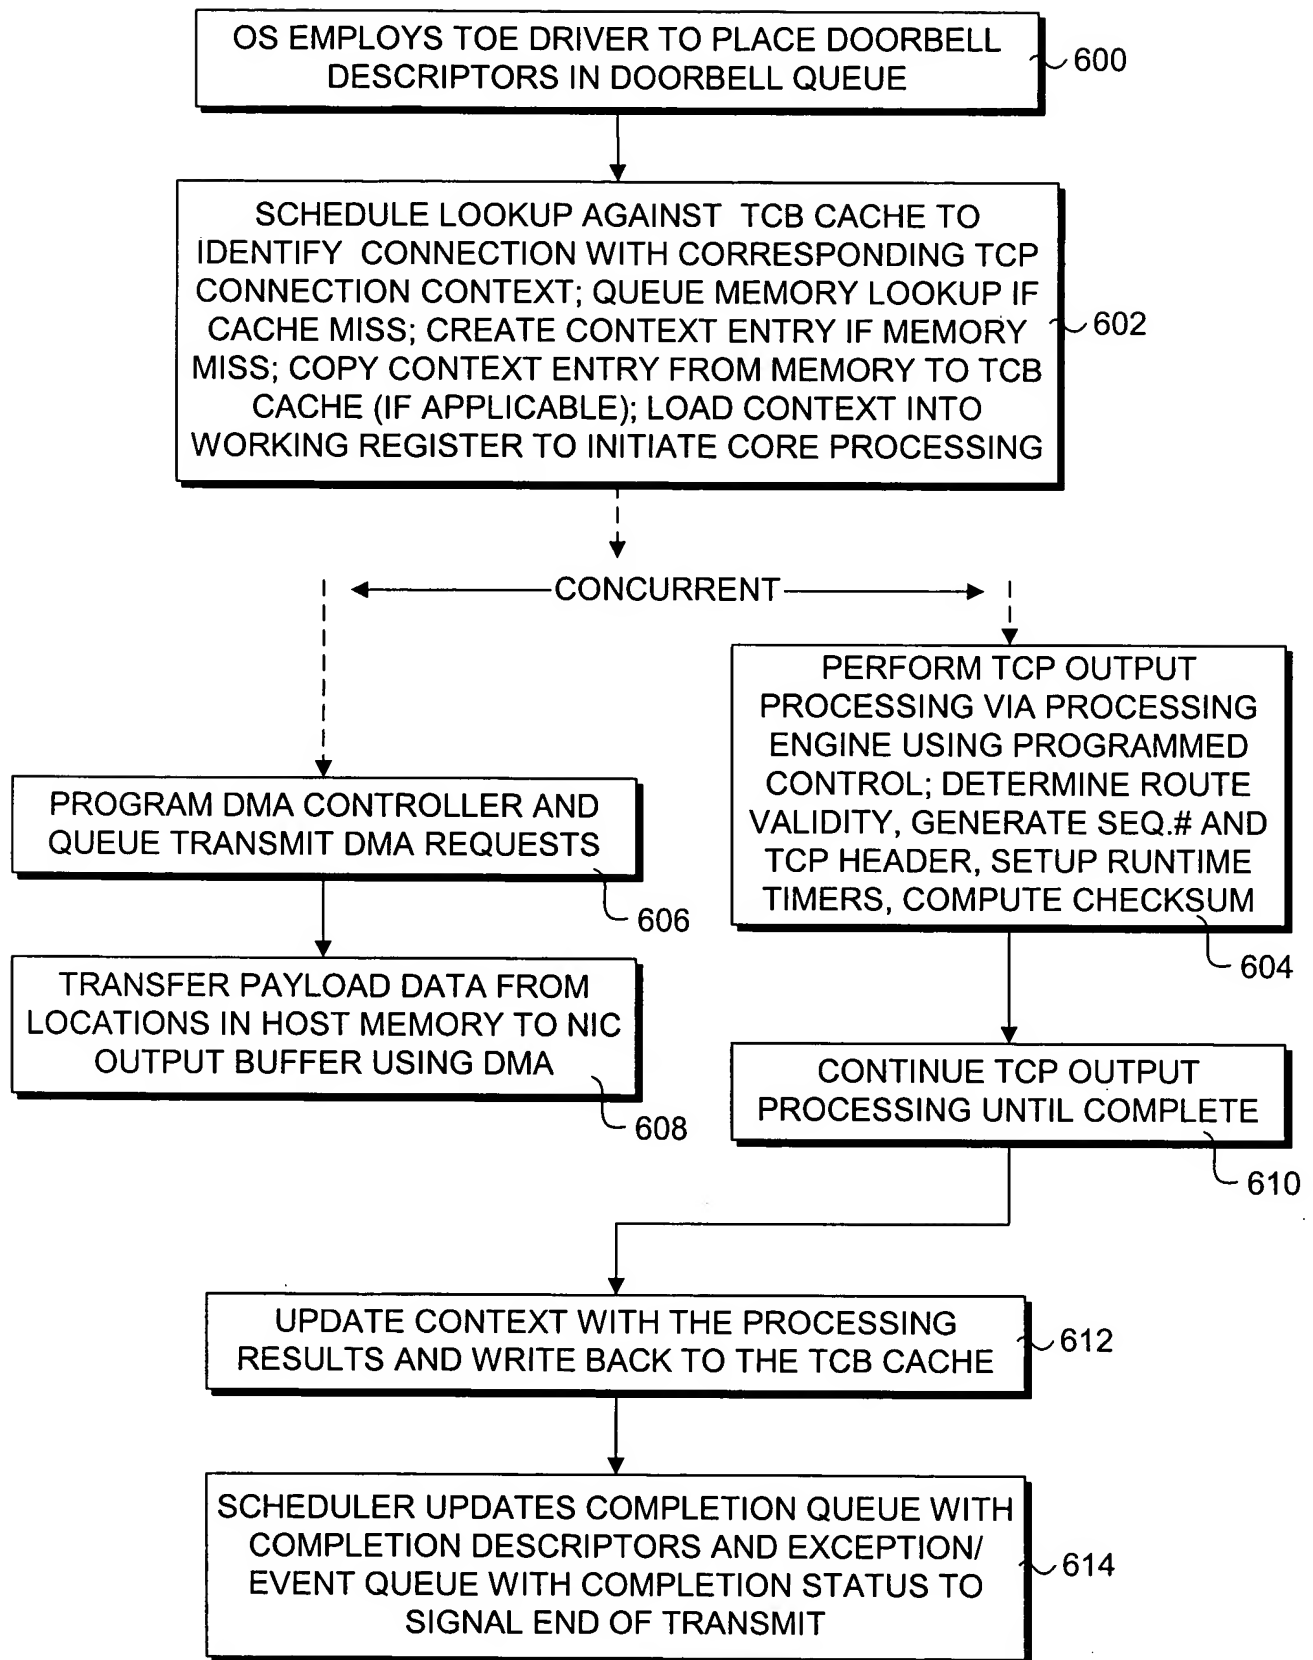 OS EMPLOYS TOE DRIVER TO PLACE DOORBELL
DESCRIPTORS IN DOORBELL QUEUE
600
SCHEDULE LOOKUP AGAINST TCB CACHE TO
IDENTIFY CONNECTION WITH CORRESPONDING TCP
CONNECTION CONTEXT; QUEUE MEMORY LOOKUP IF
CACHE MISS; CREATE CONTEXT ENTRY IF MEMORY
MISS; COPY CONTEXT ENTRY FROM MEMORY TO TCB
CACHE (IF APPLICABLE); LOAD CONTEXT INTO
WORKING REGISTER TO INITIATE CORE PROCESSING
602
CONCURRENT
PERFORM TCP OUTPUT
PROCESSING VIA PROCESSING
ENGINE USING PROGRAMMED
CONTROL; DETERMINE ROUTE
VALIDITY, GENERATE SEQ.# AND
TCP HEADER, SETUP RUNTIME
TIMERS, COMPUTE CHECKSUM
604
PROGRAM DMA CONTROLLER AND
QUEUE TRANSMIT DMA REQUESTS
606
TRANSFER PAYLOAD DATA FROM
LOCATIONS IN HOST MEMORY TO NIC
OUTPUT BUFFER USING DMA
608
CONTINUE TCP OUTPUT
PROCESSING UNTIL COMPLETE
610
UPDATE CONTEXT WITH THE PROCESSING
RESULTS AND WRITE BACK TO THE TCB CACHE
612
SCHEDULER UPDATES COMPLETION QUEUE WITH
COMPLETION DESCRIPTORS AND EXCEPTION/
EVENT QUEUE WITH COMPLETION STATUS TO
SIGNAL END OF TRANSMIT
614